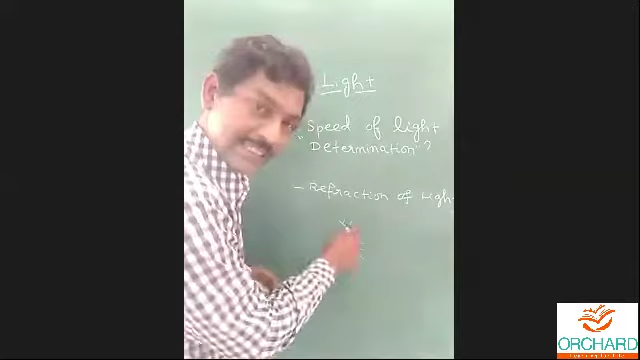 Light
Speed of light
Determination ?
- Refraction of Ligh
ORCHARD